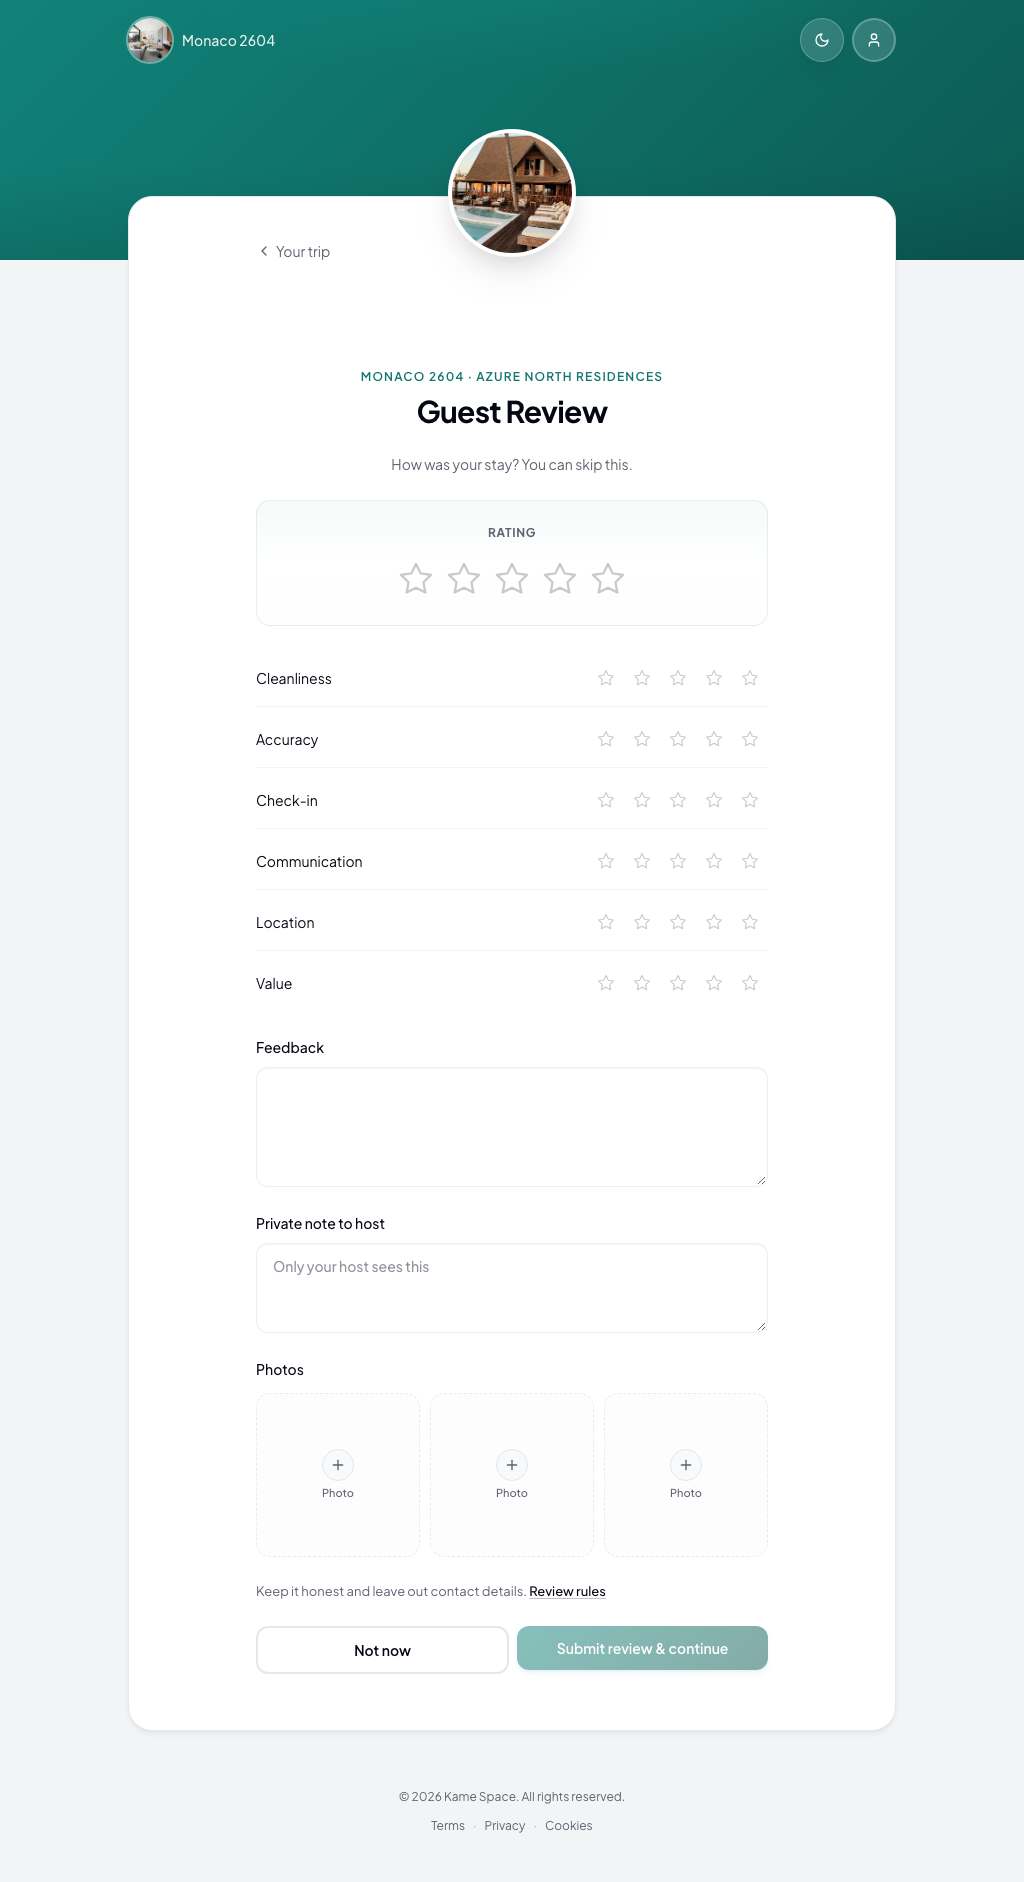 Monaco 2604
Your trip
MONACO 2604 · AZURE NORTH RESIDENCES
Guest Review
How was your stay? You can skip this.
RATING
Cleanliness
Accuracy
Check-in
Communication
Location
Value
Feedback
Private note to host
Only your host sees this
Photos
Photo Photo Photo
Keep it honest and leave out contact details. Review rules
Not now Submit review & continue
© 2026 Kame Space. All rights reserved.
Terms · Privacy · Cookies